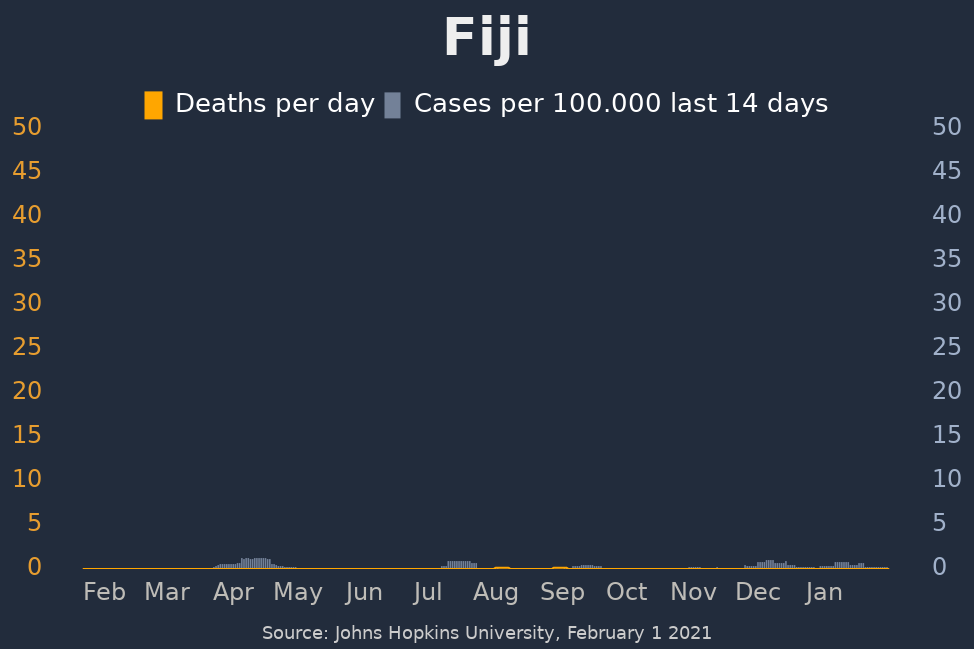 Fiji
Deaths per day Cases per 100.000 last 14 days
50 50
45 45
40 40
35 35
30 30
25 25
20 20
15 15
10 10
5 5
0 0
Feb Mar Apr May Jun Jul Aug Sep Oct Nov Dec Jan
Source: Johns Hopkins University, February 1 2021